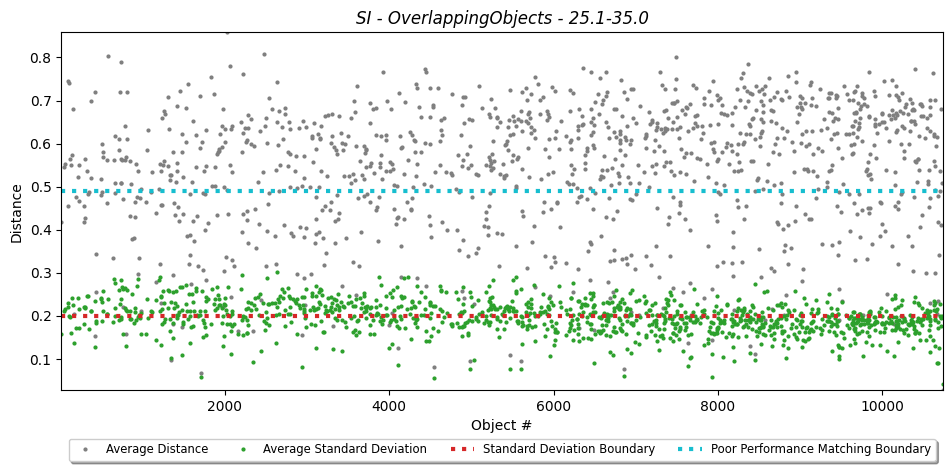 SI - OverlappingObjects - 25.1-35.0
0.8
0.7
0.6
0.5
0.4
0.3
0.2
0.1
Distance
2000 4000 6000 8000 10000
Object #
Average Distance Average Standard Deviation Standard Deviation Boundary Poor Performance Matching Boundary